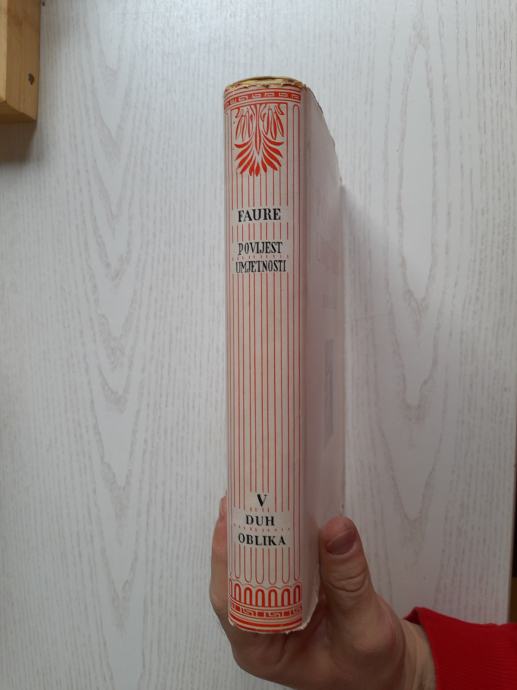 FAURE
POVIJEST
UMJETNOSTI
V
DUH
OBLIKA